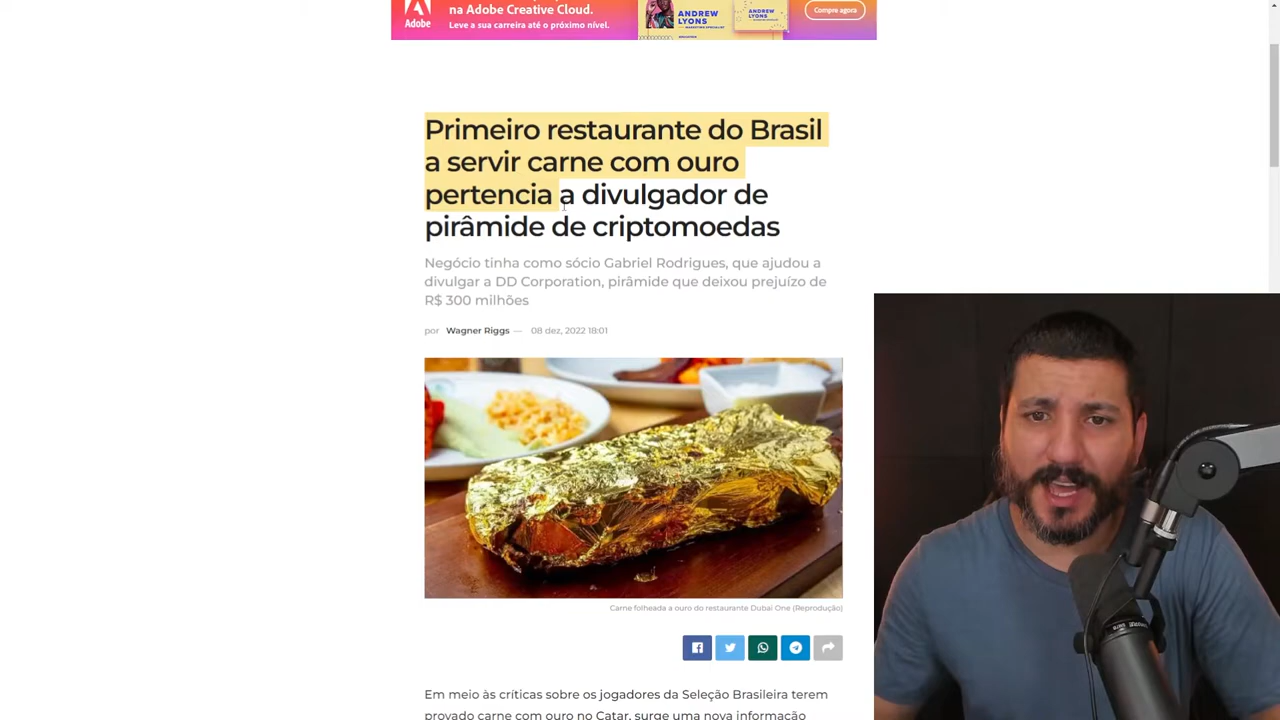 na Adobe Creative Cloud.
Leve a sua carreira até o próximo nível.
Adobe
ANDREW
LYONS
ANDREW
LYONS
Compre agora
Primeiro restaurante do Brasil
a servir carne com ouro
pertencia a divulgador de
pirâmide de criptomoedas
Negócio tinha como sócio Gabriel Rodrigues, que ajudou a
divulgar a DD Corporation, pirâmide que deixou prejuízo de
R$ 300 milhões
por Wagner Riggs — 08 dez, 2022 18:01
Carne folheada a ouro do restaurante Dubai One (Reprodução)
Em meio às críticas sobre os jogadores da Seleção Brasileira terem
provado carne com ouro no Catar, surge uma nova informação